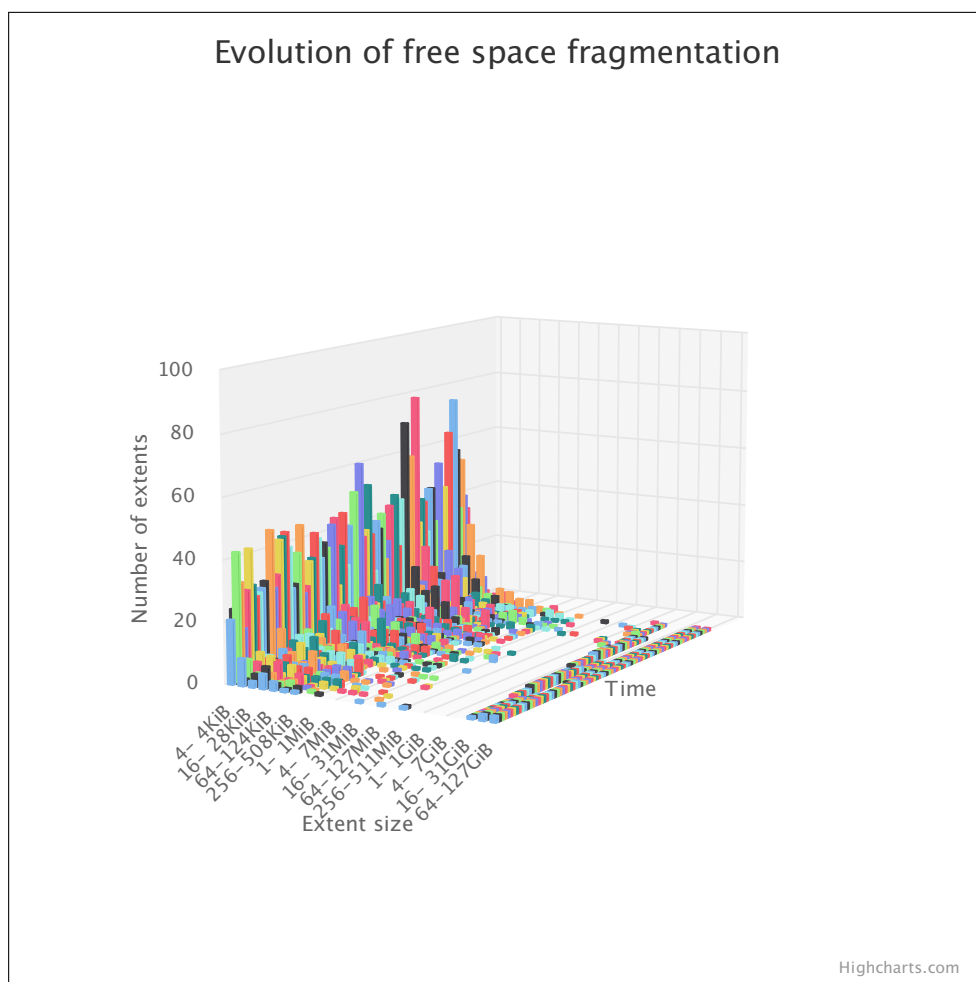 Evolution of free space fragmentation
100
80
60
40
20
0
Number of extents
4- 4KiB
16- 28KiB
64-124KiB
256-508KiB
1- 1MiB
4- 7MiB
16- 31MiB
64-127MiB
256-511MiB
1- 1GiB
4- 7GiB
16- 31GiB
64-127GiB
Extent size
Time
Highcharts.com